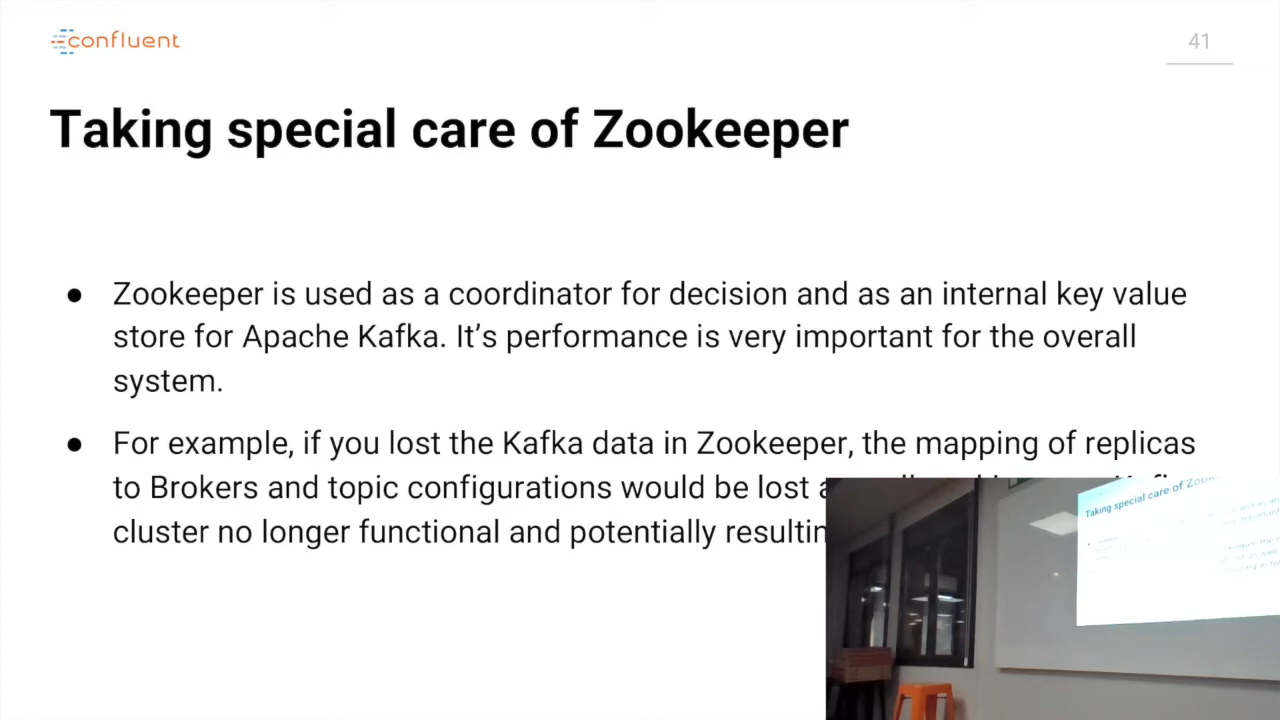 confluent
41
Taking special care of Zookeeper
● Zookeeper is used as a coordinator for decision and as an internal key value
store for Apache Kafka. It’s performance is very important for the overall
system.
● For example, if you lost the Kafka data in Zookeeper, the mapping of replicas
to Brokers and topic configurations would be lost
cluster no longer functional and potentially
Taking special care of